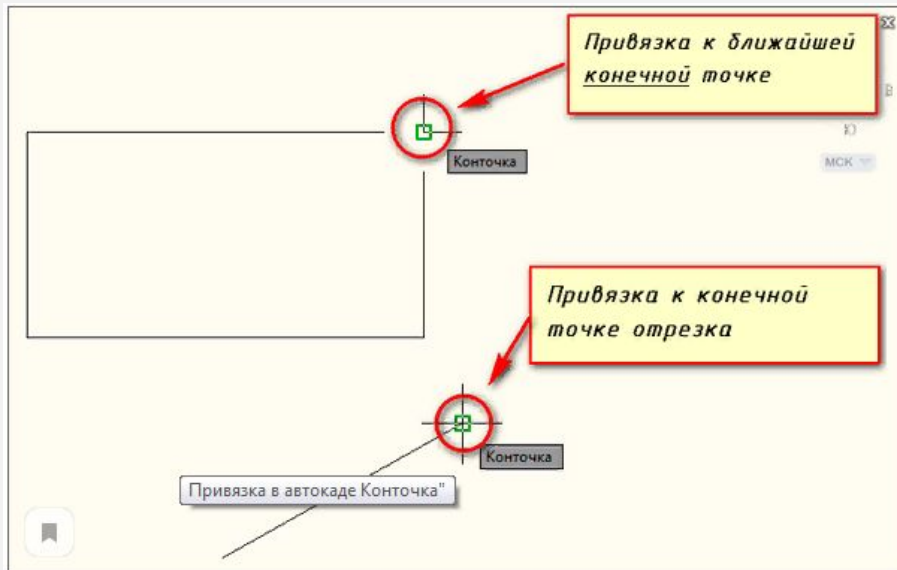 Привязка к ближайшей
конечной точке
В
Ю
Конточка
МСК
Привязка к конечной
точке отрезка
Конточка
Привязка в автокаде Конточка"